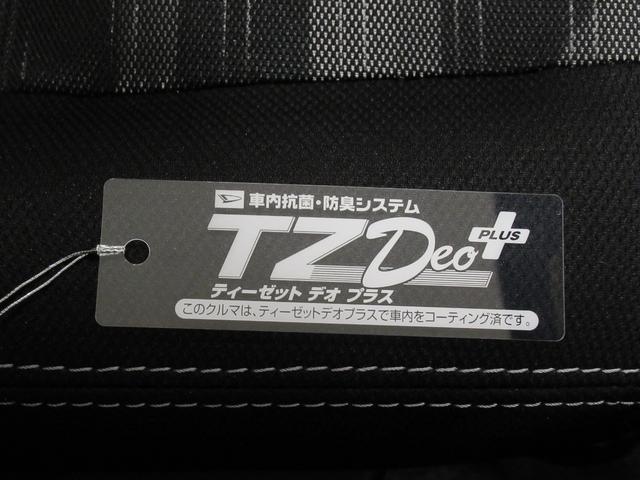 車内抗菌・防臭システム
TZ Deo PLUS
ティーゼット デオ プラス
このクルマは、ティーゼットデオプラスで車内をコーティング済です。